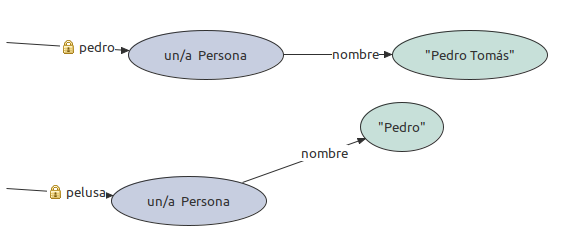 pedro
un/a Persona
nombre
"Pedro Tomás"
"Pedro"
nombre
pelusa
un/a Persona